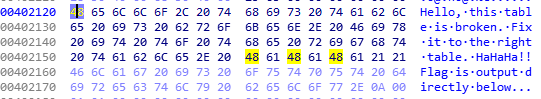 00402120 48 65 6C 6C 6F 2C 20 74 68 69 73 20 74 61 62 6C Hello, this tabl
00402130 65 20 69 73 20 62 72 6F 6B 65 6E 2E 20 46 69 78 e is broken. Fix
00402140 20 69 74 20 74 6F 20 74 68 65 20 72 69 67 68 74 it to the right
00402150 20 74 61 62 6C 65 2E 20 48 61 48 61 48 61 21 21 table. HaHaHa!!
00402160 46 6C 61 67 20 69 73 20 6F 75 74 70 75 74 20 64 Flag is output d
00402170 69 72 65 63 74 6C 79 20 62 65 6C 6F 77 2E 0A 00 irectly below...